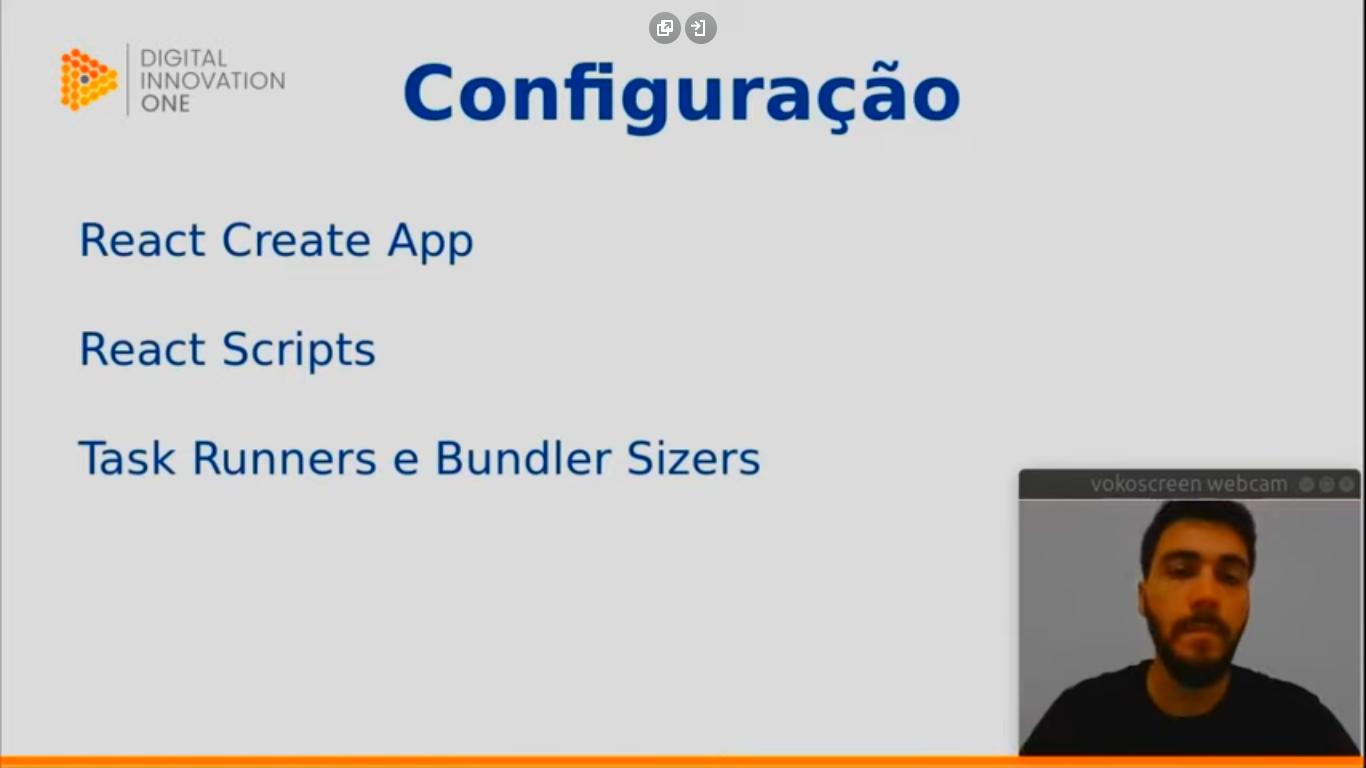 DIGITAL
INNOVATION
ONE
Configuração
React Create App
React Scripts
Task Runners e Bundler Sizers
vokoscreen webcam